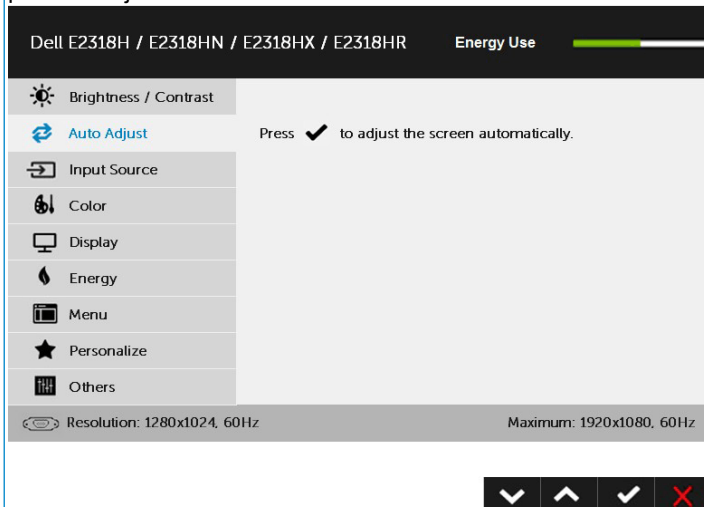 Dell E2318H / E2318HN / E2318HX / E2318HR Energy Use
Brightness / Contrast
Auto Adjust Press ✔ to adjust the screen automatically.
Input Source
Color
Display
Energy
Menu
Personalize
Others
Resolution: 1280x1024, 60Hz Maximum: 1920x1080, 60Hz